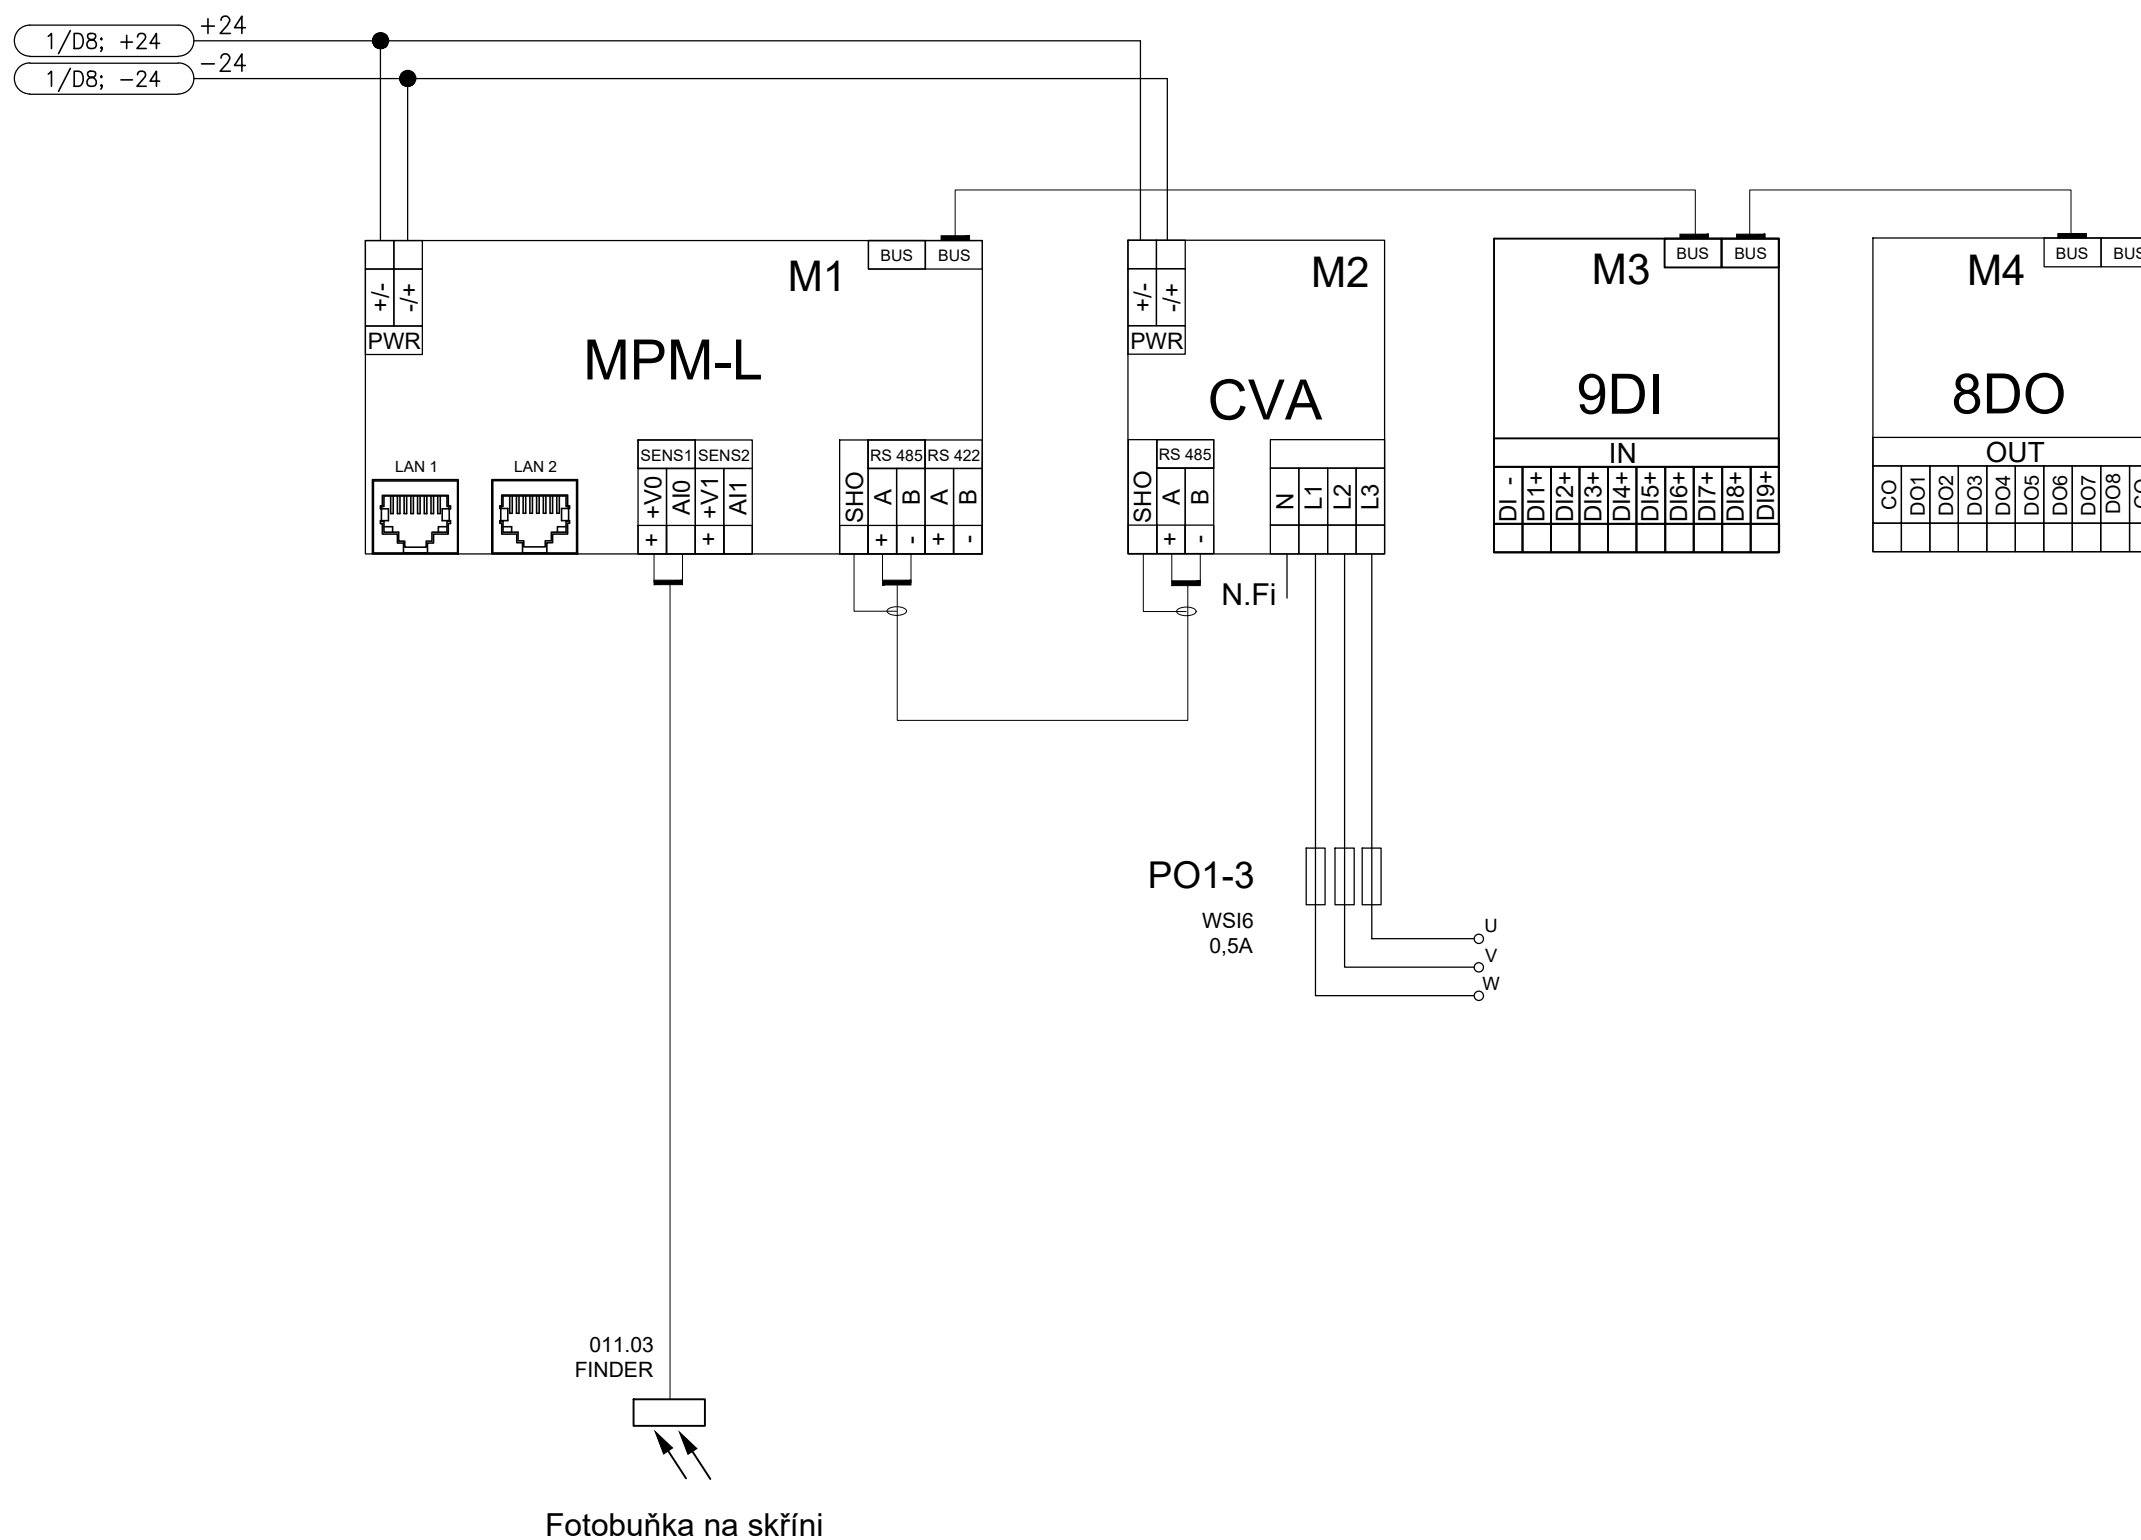 +24
1/D8; +24
-24
1/D8; -24
BUS BUS
M1
+/- -/+
PWR
MPM-L
LAN 1 LAN 2
SENS1 SENS2
+V0 AI0 +V1 AI1
+ +
RS 485 RS 422
SHO A B A B
+ - + -
M2
+/- -/+
PWR
CVA
RS 485
SHO A B
+ -
N L1 L2 L3
N.Fi
BUS BUS
M3
9DI
IN
DI - DI1+ DI2+ DI3+ DI4+ DI5+ DI6+ DI7+ DI8+ DI9+
BUS BUS
M4
8DO
OUT
CO DO1 DO2 DO3 DO4 DO5 DO6 DO7 DO8 CO
PO1-3
WSI6
0,5A
U
V
W
011.03
FINDER
Fotobuňka na skříni